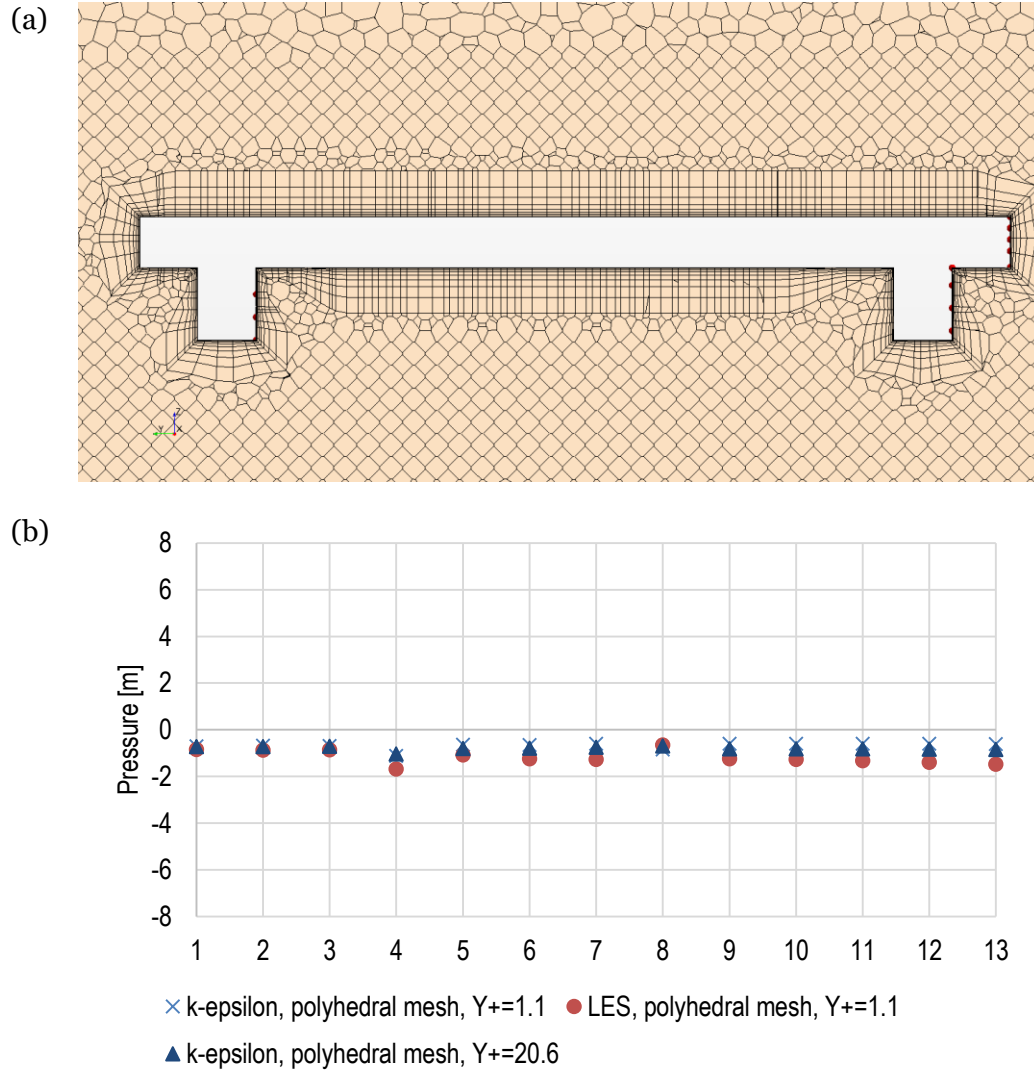 (a)
Z
Y
X
(b)
8
6
4
2
0
-2
-4
-6
-8
Pressure [m]
1 2 3 4 5 6 7 8 9 10 11 12 13
k-epsilon, polyhedral mesh, Y+=1.1 LES, polyhedral mesh, Y+=1.1
k-epsilon, polyhedral mesh, Y+=20.6